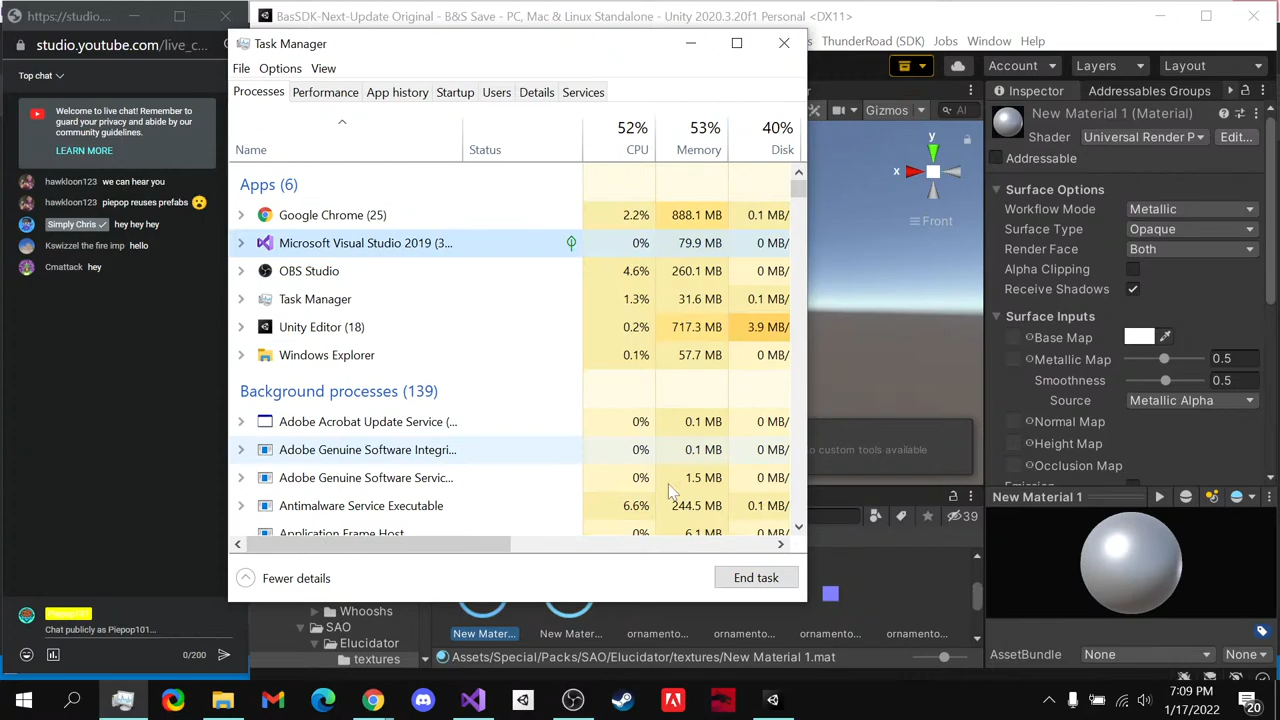 https://studio...
studio.youtube.com/live_c...
Top chat
Welcome to live chat! Remember to
guard your privacy and abide by our
community guidelines.
LEARN MORE
hawkloon123 we can hear you
hawkloon123 piepop reuses prefabs
Simply Chris hey hey hey
Kswizzel the fire imp hello
Cmattack hey
Chat publicly as Piepop101...
0/200
BasSDK-Next-Update Original - B&S Save - PC, Mac & Linux Standalone - Unity 2020.3.20f1 Personal <DX11>
ThunderRoad (SDK) Jobs Window Help
Account Layers Layout
Gizmos
Front
x
y
Task Manager
File Options View
Processes Performance App history Startup Users Details Services
52% 53% 40%
Name Status CPU Memory Disk
Apps (6)
Google Chrome (25) 2.2% 888.1 MB 0.1 MB/
Microsoft Visual Studio 2019 (3... 0% 79.9 MB 0 MB/
OBS Studio 4.6% 260.1 MB 0 MB/
Task Manager 1.3% 31.6 MB 0.1 MB/
Unity Editor (18) 0.2% 717.3 MB 3.9 MB/
Windows Explorer 0.1% 57.7 MB 0 MB/
Background processes (139)
Adobe Acrobat Update Service (... 0% 0.1 MB 0 MB/
Adobe Genuine Software Integri... 0% 0.1 MB 0 MB/
Adobe Genuine Software Servic... 0% 1.5 MB 0 MB/
Antimalware Service Executable 6.6% 244.5 MB 0.1 MB/
Application Frame Host 0% 6.1 MB 0 MB/
Fewer details
End task
Inspector Addressables Groups
New Material 1 (Material)
Shader Universal Render P Edit...
Addressable
Surface Options
Workflow Mode Metallic
Surface Type Opaque
Render Face Both
Alpha Clipping
Receive Shadows
Surface Inputs
Base Map
Metallic Map 0.5
Smoothness 0.5
Source Metallic Alpha
Normal Map
Height Map
Occlusion Map
New Material 1
AssetBundle None None
o custom tools available
39
Whooshs
SAO
Elucidator
textures
New Mater... New Mater... ornamento... ornamento... ornamento... ornamento...
Assets/Special/Packs/SAO/Elucidator/textures/New Material 1.mat
7:09 PM
1/17/2022
20